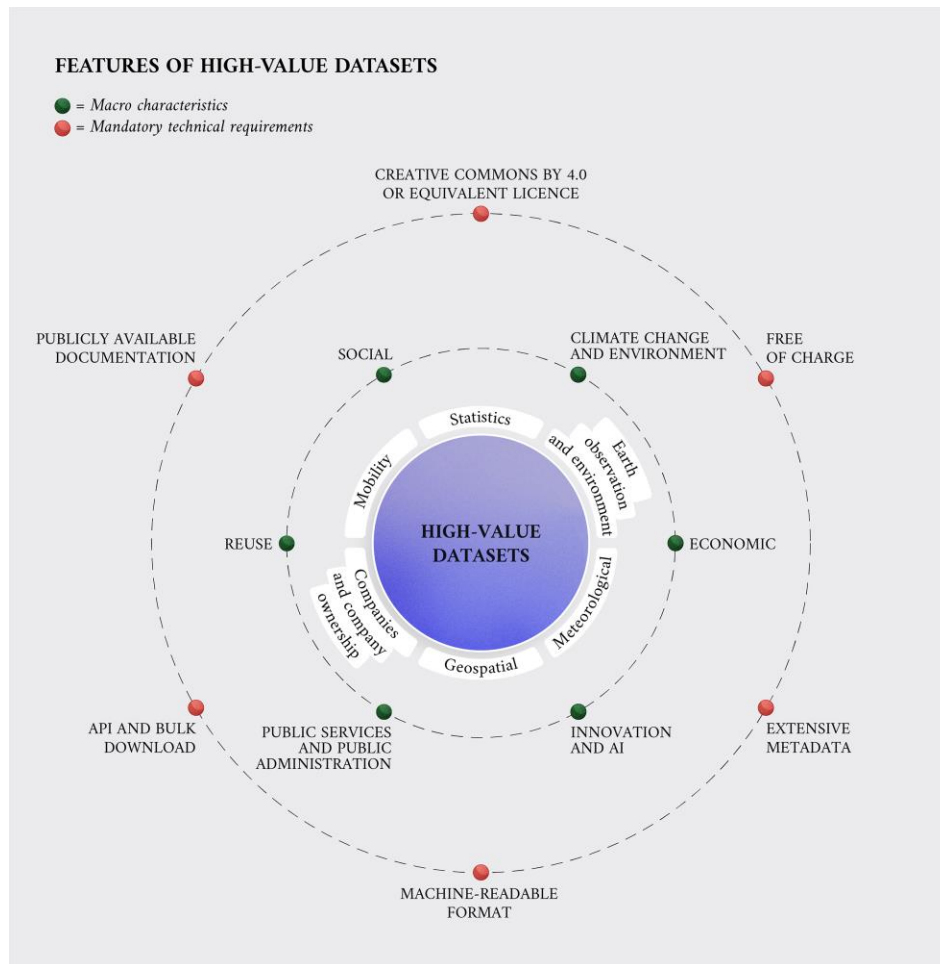 FEATURES OF HIGH-VALUE DATASETS
= Macro characteristics
= Mandatory technical requirements
CREATIVE COMMONS BY 4.0
OR EQUIVALENT LICENCE
PUBLICLY AVAILABLE
DOCUMENTATION
SOCIAL
CLIMATE CHANGE
AND ENVIRONMENT
FREE
OF CHARGE
Statistics
Mobility
Earth
observation
and environment
HIGH-VALUE
DATASETS
REUSE
ECONOMIC
Companies
and company
ownership
Geospatial
Meteorological
API AND BULK
DOWNLOAD
PUBLIC SERVICES
AND PUBLIC
ADMINISTRATION
INNOVATION
AND AI
EXTENSIVE
METADATA
MACHINE-READABLE
FORMAT